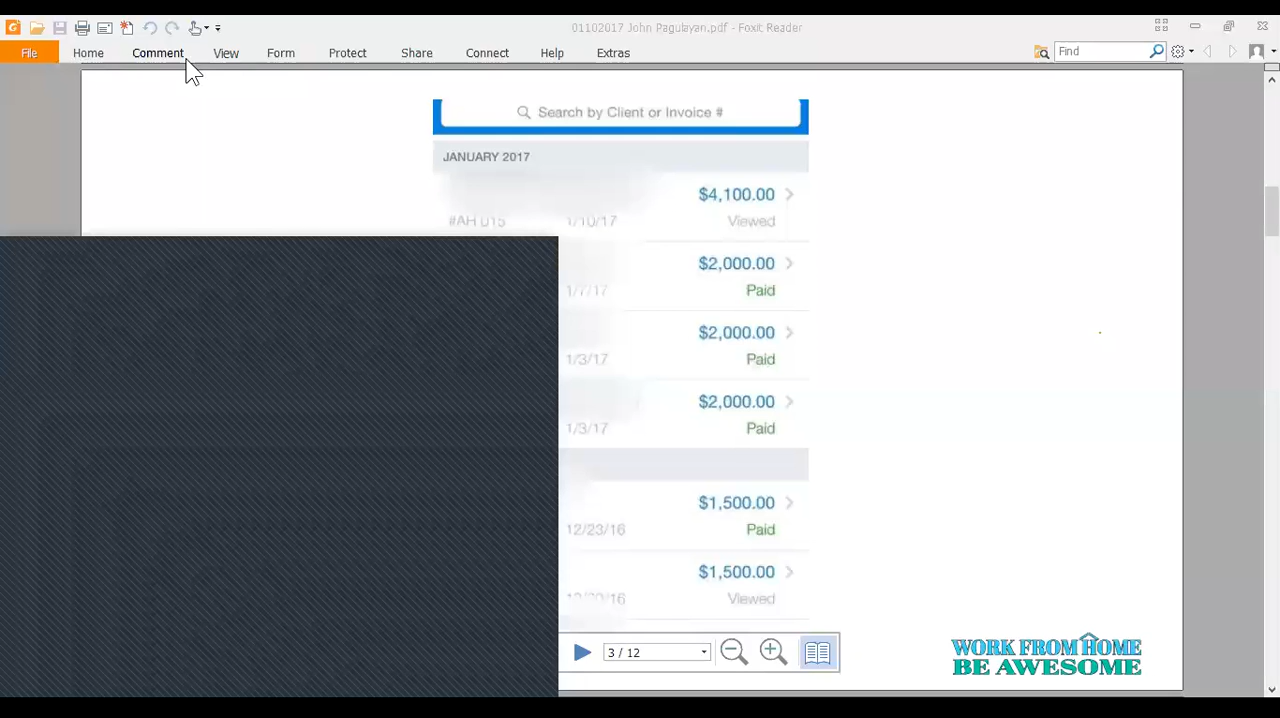 01102017 John Pagulayan.pdf - Foxit Reader
File Home Comment View Form Protect Share Connect Help Extras Find
Search by Client or Invoice #
JANUARY 2017
$4,100.00
#AH 015 1/10/17 Viewed
$2,000.00
1/7/17 Paid
$2,000.00
1/3/17 Paid
$2,000.00
1/3/17 Paid
$1,500.00
12/23/16 Paid
$1,500.00
Viewed
3 / 12
WORK FROM HOME
BE AWESOME